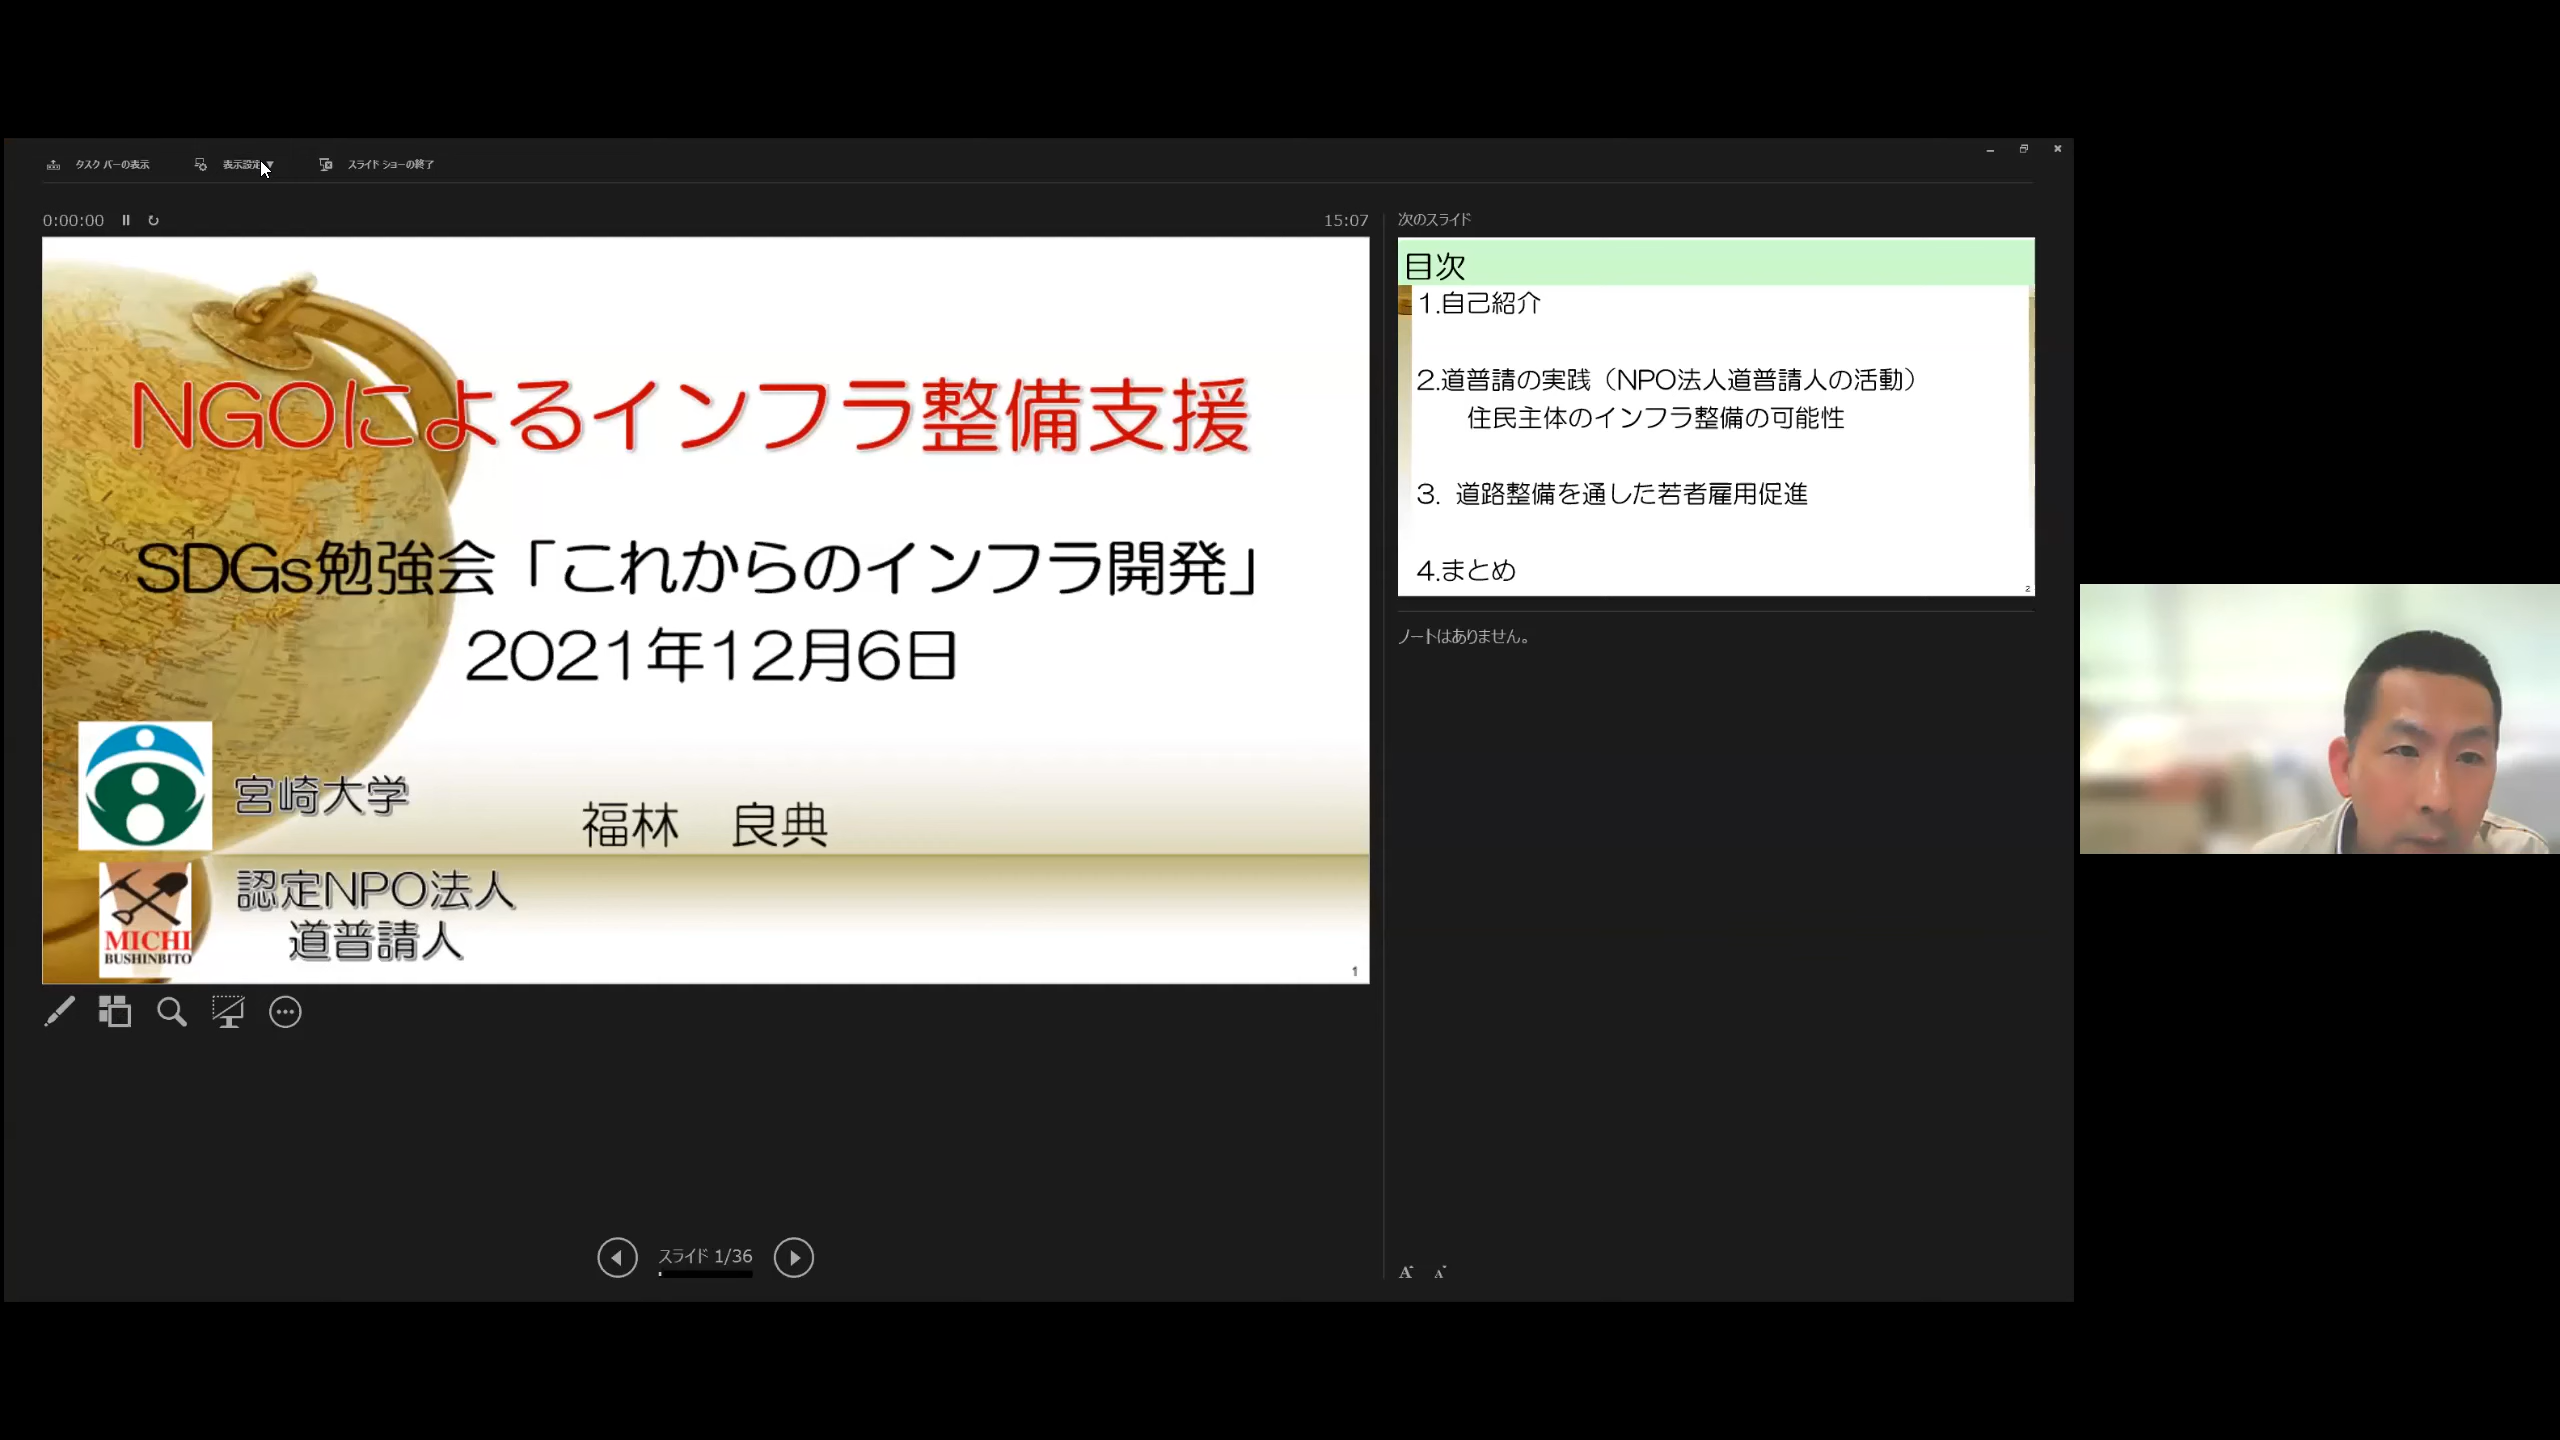 タスク バーの表示
表示設定▼
スライド ショーの終了
0:00:00
15:07
NGOによるインフラ整備支援
SDGs勉強会「これからのインフラ開発」
2021年12月6日
宮崎大学
福林　良典
MICHI
BUSHINBITO
認定NPO法人
道普請人
1
スライド 1/36
次のスライド
目次
1.自己紹介
2.道普請の実践（NPO法人道普請人の活動）
住民主体のインフラ整備の可能性
3. 道路整備を通した若者雇用促進
4.まとめ
2
ノートはありません。
A A